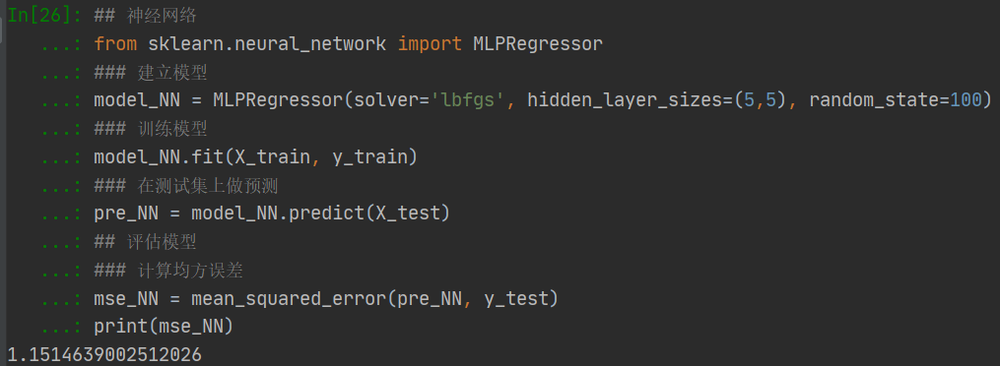 In[26]: ## 神经网络
   ...: from sklearn.neural_network import MLPRegressor
   ...: ### 建立模型
   ...: model_NN = MLPRegressor(solver='lbfgs', hidden_layer_sizes=(5,5), random_state=100)
   ...: ### 训练模型
   ...: model_NN.fit(X_train, y_train)
   ...: ### 在测试集上做预测
   ...: pre_NN = model_NN.predict(X_test)
   ...: ## 评估模型
   ...: ### 计算均方误差
   ...: mse_NN = mean_squared_error(pre_NN, y_test)
   ...: print(mse_NN)
1.1514639002512026